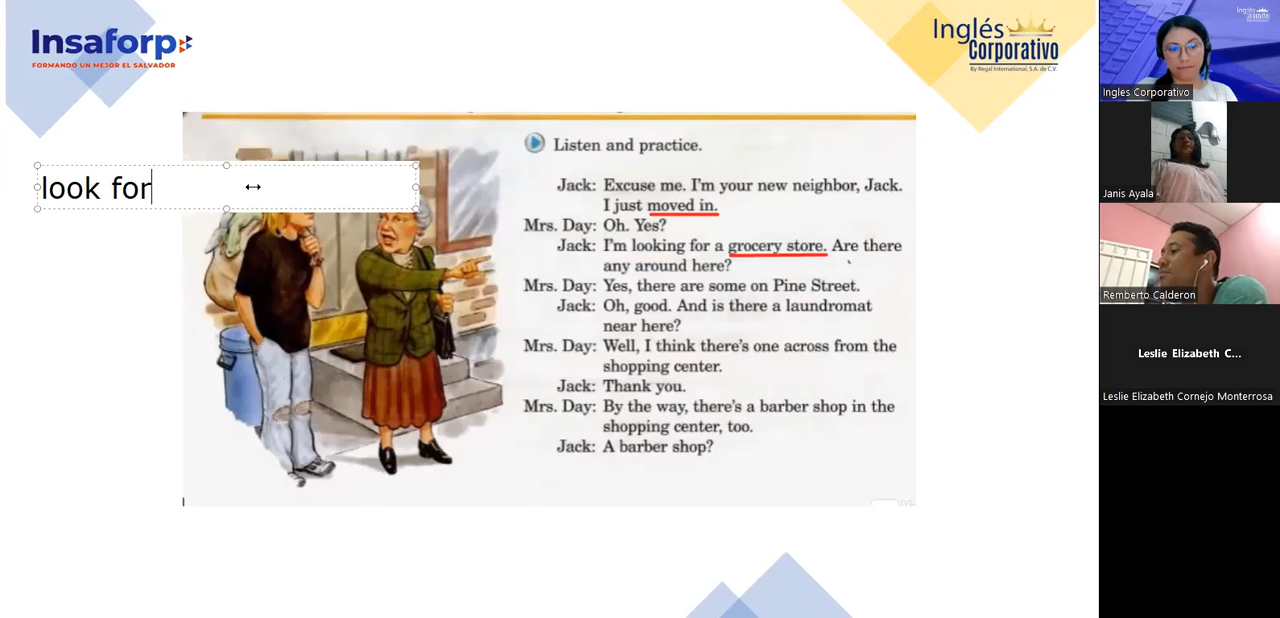 Insaforp
FORMANDO UN MEJOR EL SALVADOR
Inglés
Corporativo
By Regal International, S.A. de C.V.
look for
Listen and practice.
Jack: Excuse me. I'm your new neighbor, Jack.
I just moved in.
Mrs. Day: Oh. Yes?
Jack: I'm looking for a grocery store. Are there
any around here?
Mrs. Day: Yes, there are some on Pine Street.
Jack: Oh, good. And is there a laundromat
near here?
Mrs. Day: Well, I think there's one across from the
shopping center.
Jack: Thank you.
Mrs. Day: By the way, there's a barber shop in the
shopping center, too.
Jack: A barber shop?
Inglés
Ingles Corporativo
Janis Ayala
Remberto Calderon
Leslie Elizabeth C...
Leslie Elizabeth Cornejo Monterrosa